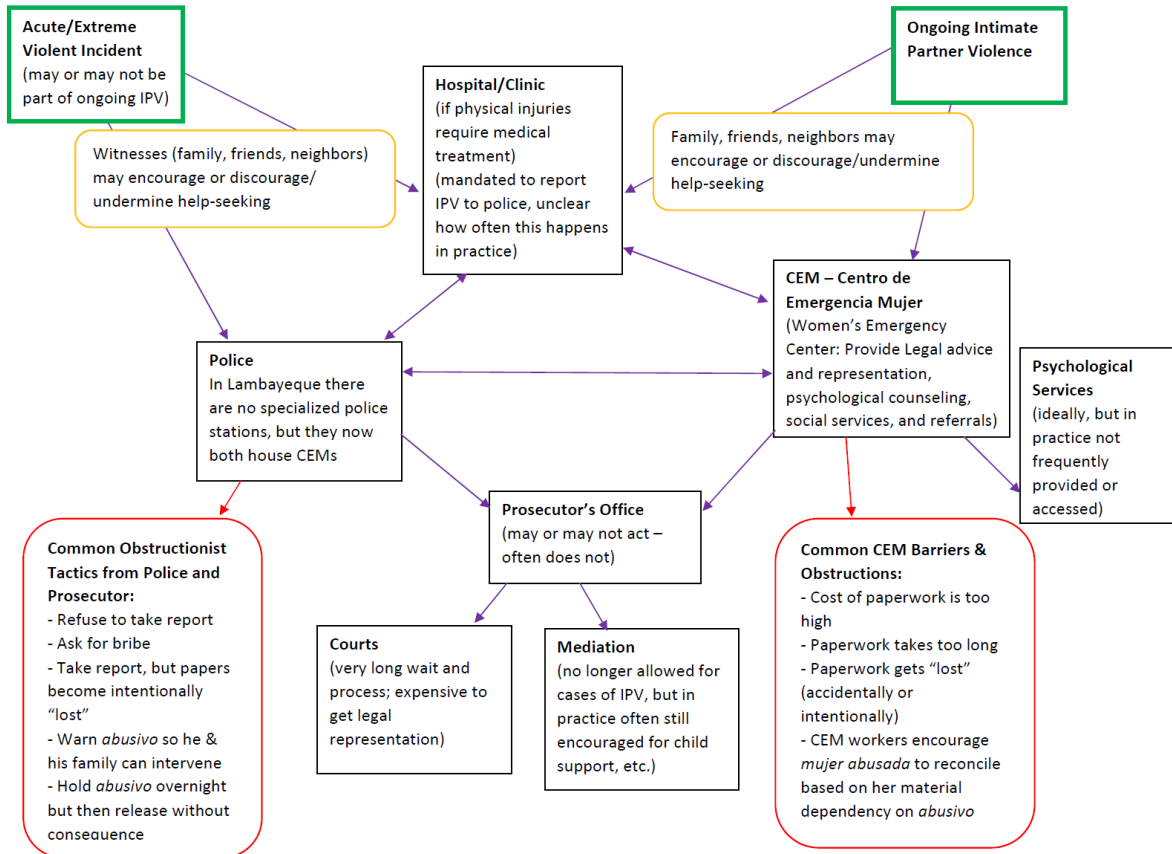 Acute/Extreme
Violent Incident
(may or may not be
part of ongoing IPV)
Ongoing Intimate
Partner Violence
Hospital/Clinic
(if physical injuries
require medical
treatment)
(mandated to report
IPV to police, unclear
how often this happens
in practice)
Witnesses (family, friends, neighbors)
may encourage or discourage/
undermine help-seeking
Family, friends, neighbors may
encourage or discourage/undermine
help-seeking
CEM – Centro de
Emergencia Mujer
(Women's Emergency
Center: Provide Legal advice
and representation,
psychological counseling,
social services, and referrals)
Police
In Lambayeque there
are no specialized police
stations, but they now
both house CEMs
Psychological
Services
(ideally, but in
practice not
frequently
provided or
accessed)
Prosecutor's Office
(may or may not act –
often does not)
Common Obstructionist
Tactics from Police and
Prosecutor:
- Refuse to take report
- Ask for bribe
- Take report, but papers
become intentionally
"lost"
- Warn abusivo so he &
his family can intervene
- Hold abusivo overnight
but then release without
consequence
Courts
(very long wait and
process; expensive to
get legal
representation)
Mediation
(no longer allowed for
cases of IPV, but in
practice often still
encouraged for child
support, etc.)
Common CEM Barriers &
Obstructions:
- Cost of paperwork is too
high
- Paperwork takes too long
- Paperwork gets "lost"
(accidentally or
intentionally)
- CEM workers encourage
mujer abusada to reconcile
based on her material
dependency on abusivo